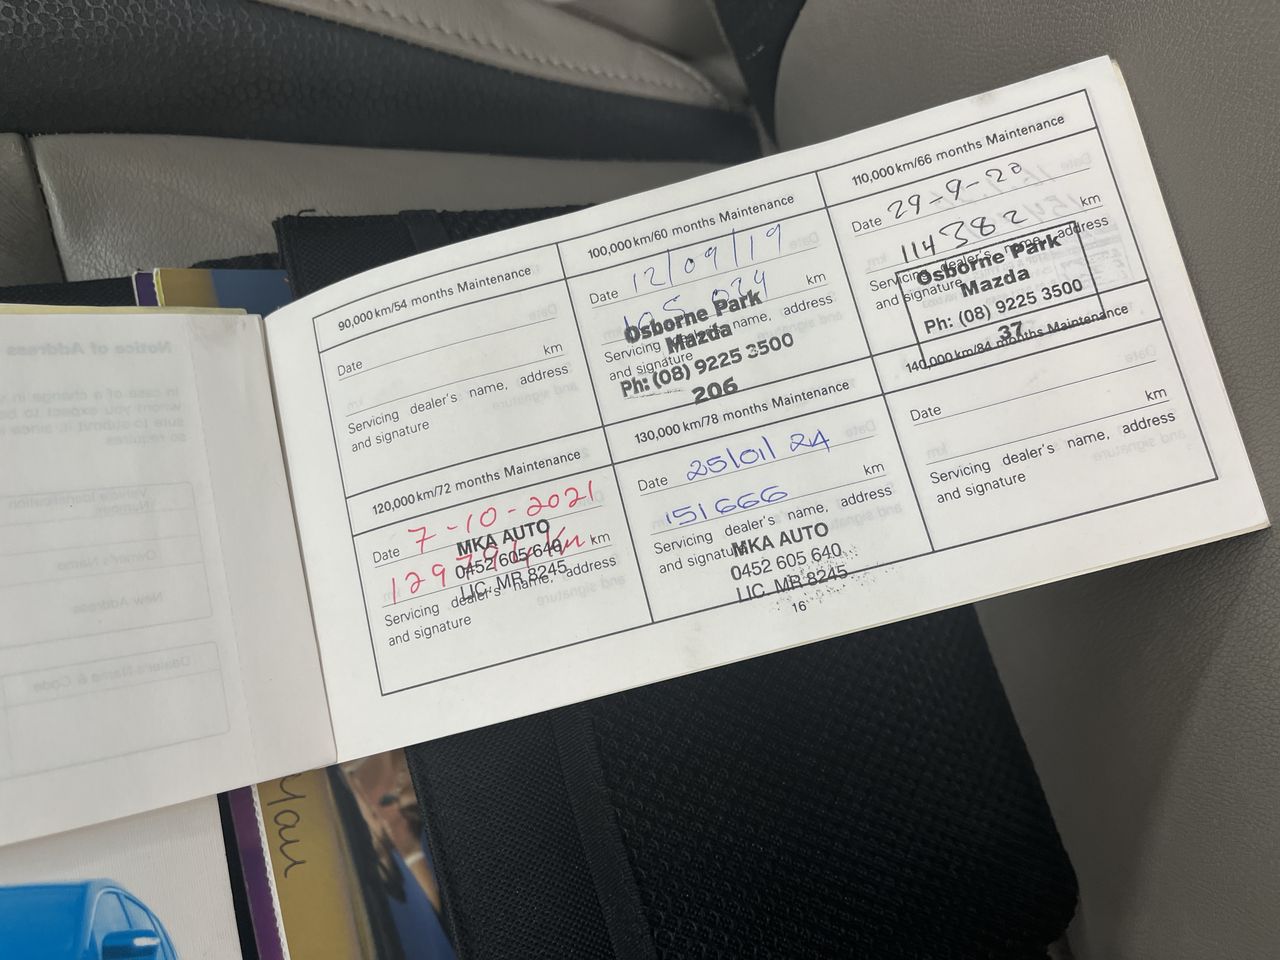 90,000 km/54 months Maintenance
Date
km
Servicing dealer's name, address
and signature
100,000 km/60 months Maintenance
Date 12/09/19
km
Servicing dealer's name, address
and signature
Osborne Park
Mazda
Ph: (08) 9225 3500
206
110,000 km/66 months Maintenance
Date 29-9-20
114382 km
Servicing dealer's name, address
and signature
Osborne Park
Mazda
Ph: (08) 9225 3500
37
120,000 km/72 months Maintenance
Date 7-10-2021
km
Servicing dealer's name, address
and signature
MKA AUTO
0452 605 640
LIC. MR 8245
130,000 km/78 months Maintenance
Date 25/01/24
151666 km
Servicing dealer's name, address
and signature
MKA AUTO
0452 605 640
LIC. MR 8245
140,000 km/84 months Maintenance
Date
km
Servicing dealer's name, address
and signature
16
Notice of Address